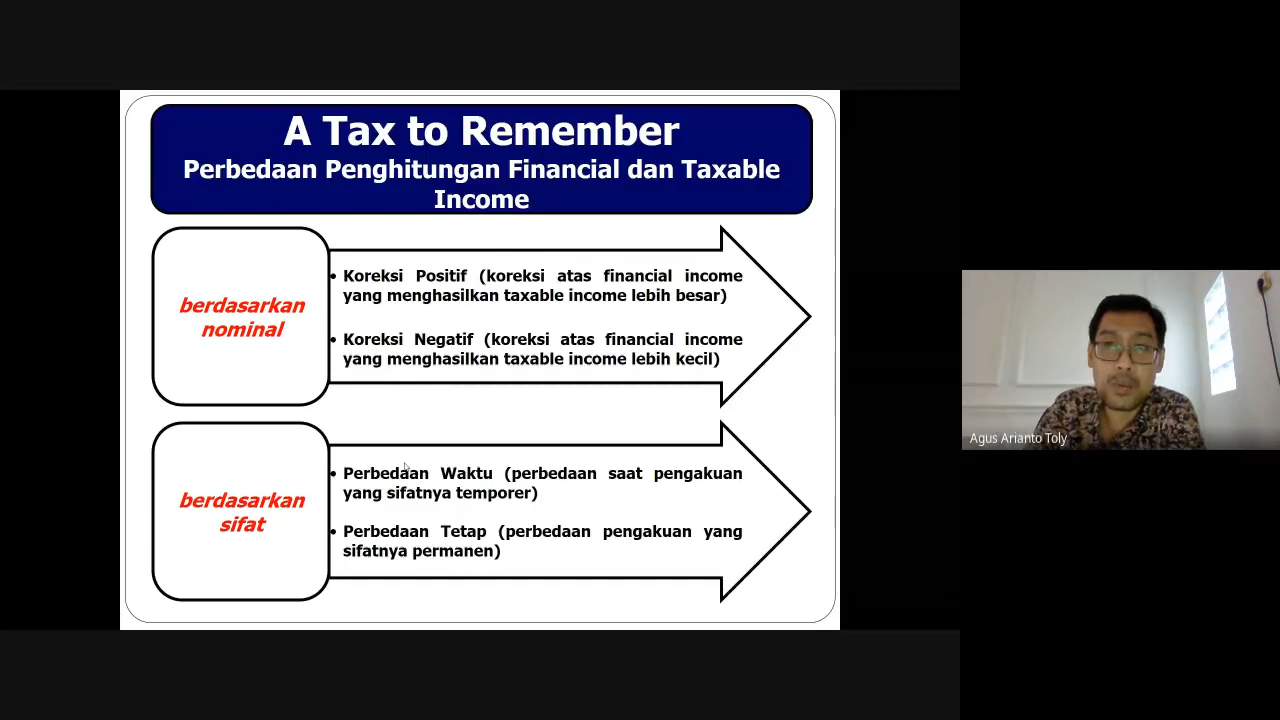 A Tax to Remember
Perbedaan Penghitungan Financial dan Taxable
Income
berdasarkan
nominal
• Koreksi Positif (koreksi atas financial income
yang menghasilkan taxable income lebih besar)
• Koreksi Negatif (koreksi atas financial income
yang menghasilkan taxable income lebih kecil)
berdasarkan
sifat
• Perbedaan Waktu (perbedaan saat pengakuan
yang sifatnya temporer)
• Perbedaan Tetap (perbedaan pengakuan yang
sifatnya permanen)
Agus Arianto Toly